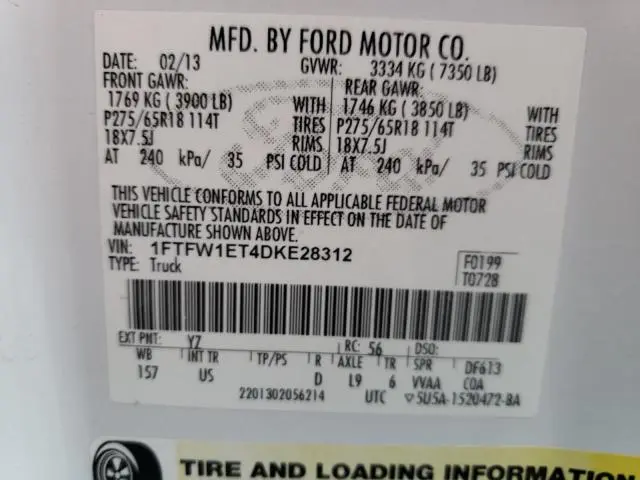 MFD. BY FORD MOTOR CO.
DATE: 02/13 GVWR: 3334 KG ( 7350 LB)
FRONT GAWR: REAR GAWR:
1769 KG ( 3900 LB) WITH 1746 KG ( 3850 LB) WITH
P275/65R18 114T TIRES P275/65R18 114T TIRES
18X7.5J RIMS 18X7.5J RIMS
AT 240 kPa/ 35 PSI COLD AT 240 kPa/ 35 PSI COLD
THIS VEHICLE CONFORMS TO ALL APPLICABLE FEDERAL MOTOR
VEHICLE SAFETY STANDARDS IN EFFECT ON THE DATE OF
MANUFACTURE SHOWN ABOVE.
VIN: 1FTFW1ET4DKE28312 F0199
TYPE: Truck T0728
EXT PNT: YZ RC: 56 DSO:
WB INT TR TP/PS R AXLE TR SPR DF613
157 US D L9 6 VVAA COA
2201302056214 UTC ▽5U5A-1520472-BA
TIRE AND LOADING INFORMATION